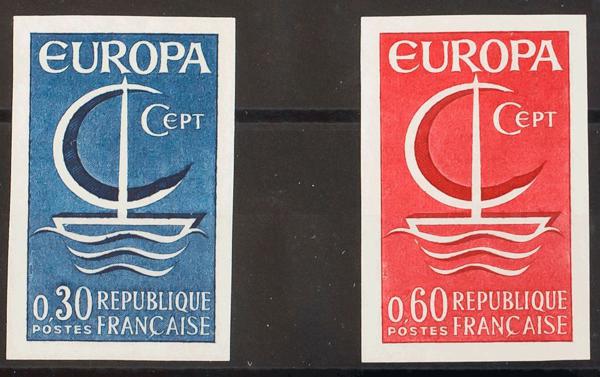 EUROPA
CEPT
0,30 REPUBLIQUE
POSTES FRANÇAISE
EUROPA
CEPT
0,60 REPUBLIQUE
POSTES FRANÇAISE